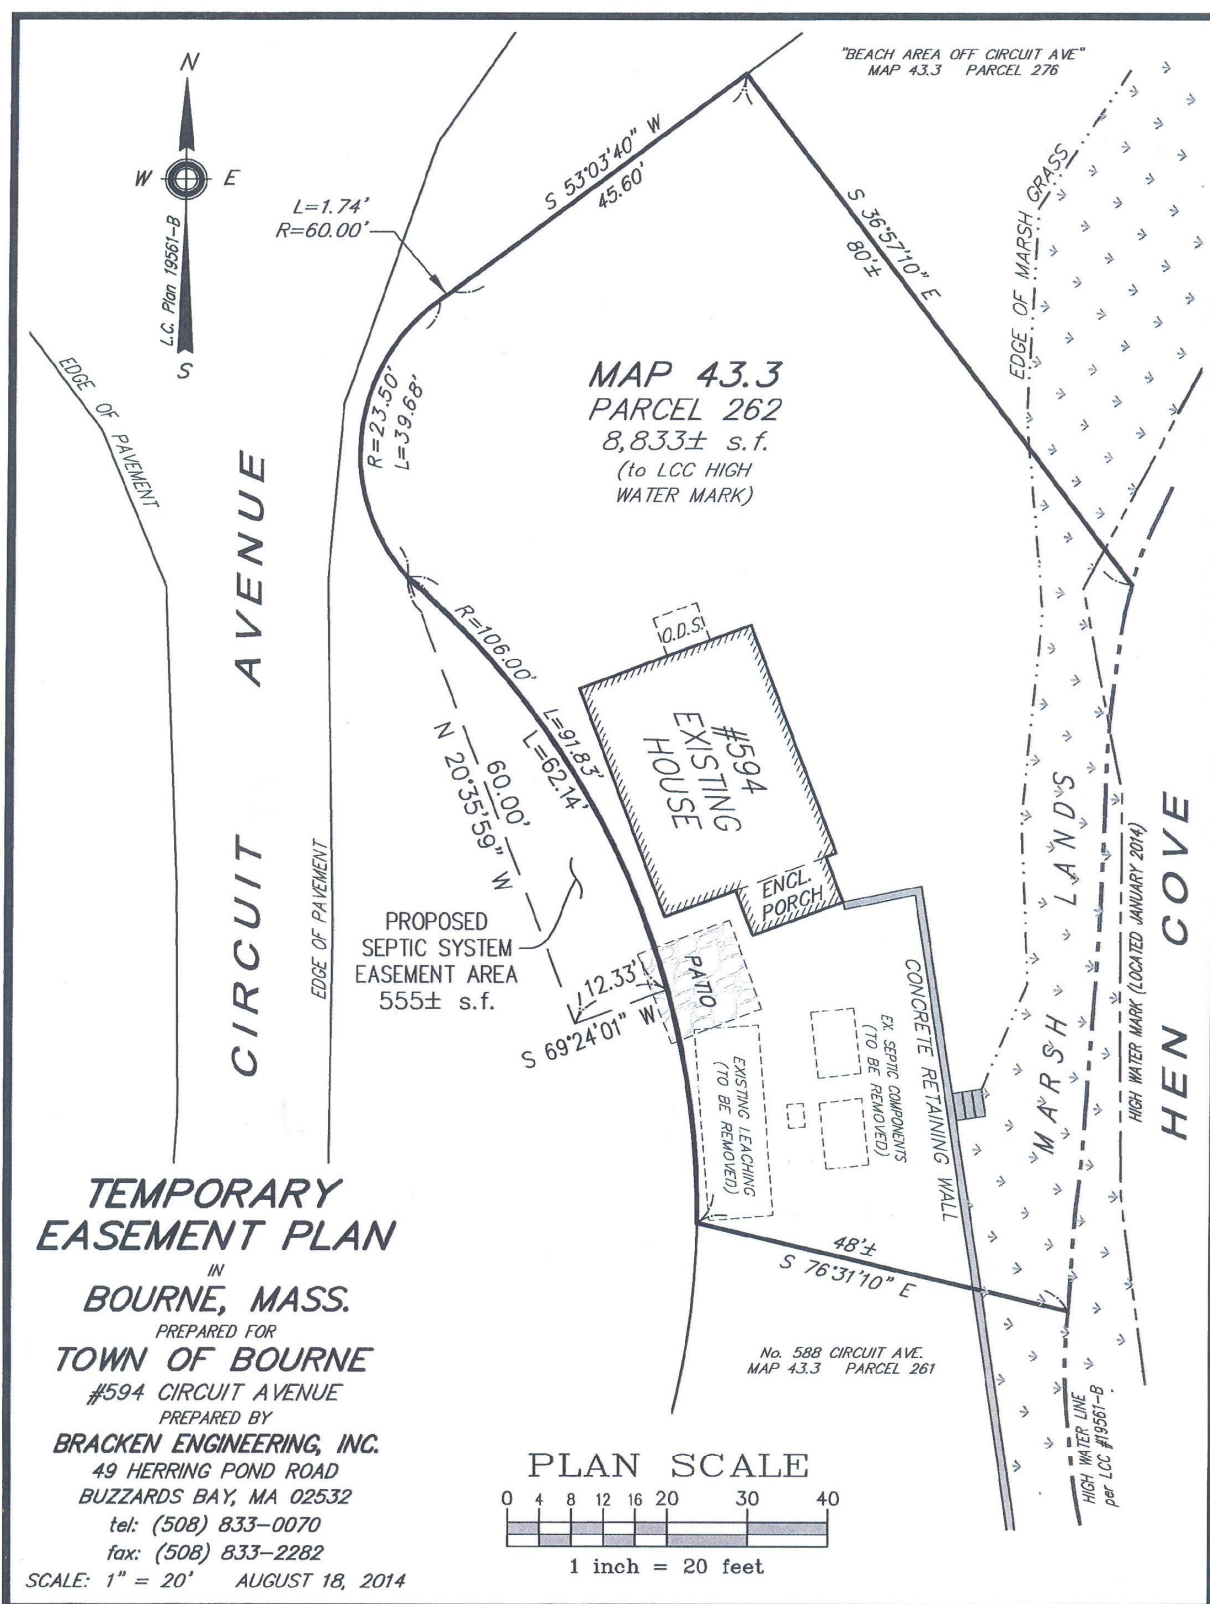 "BEACH AREA OFF CIRCUIT AVE"
MAP 43.3 PARCEL 276
N
W E
S
L.C. Plan 19561-B
L=1.74'
R=60.00'
S 53°03'40" W
45.60'
S 36°57'10" E
80'±
EDGE OF MARSH GRASS
EDGE OF PAVEMENT
R=23.50'
L=39.68'
MAP 43.3
PARCEL 262
8,833± s.f.
(to LCC HIGH
WATER MARK)
CIRCUIT AVENUE
EDGE OF PAVEMENT
R=106.00'
L=91.83'
L=62.14'
60.00'
N 20°35'59" W
O.D.S.
#594
EXISTING
HOUSE
ENCL.
PORCH
PROPOSED
SEPTIC SYSTEM
EASEMENT AREA
555± s.f.
12.33'
S 69°24'01" W
PATIO
EXISTING LEACHING
(TO BE REMOVED)
EX. SEPTIC COMPONENTS
(TO BE REMOVED)
CONCRETE RETAINING WALL
MARSH LANDS
HIGH WATER MARK (LOCATED JANUARY 2014)
HEN COVE
48'±
S 76°31'10" E
No. 588 CIRCUIT AVE.
MAP 43.3 PARCEL 261
HIGH WATER LINE
per LCC #19561-B
TEMPORARY
EASEMENT PLAN
IN
BOURNE, MASS.
PREPARED FOR
TOWN OF BOURNE
#594 CIRCUIT AVENUE
PREPARED BY
BRACKEN ENGINEERING, INC.
49 HERRING POND ROAD
BUZZARDS BAY, MA 02532
tel: (508) 833-0070
fax: (508) 833-2282
SCALE: 1" = 20' AUGUST 18, 2014
PLAN SCALE
0 4 8 12 16 20 30 40
1 inch = 20 feet